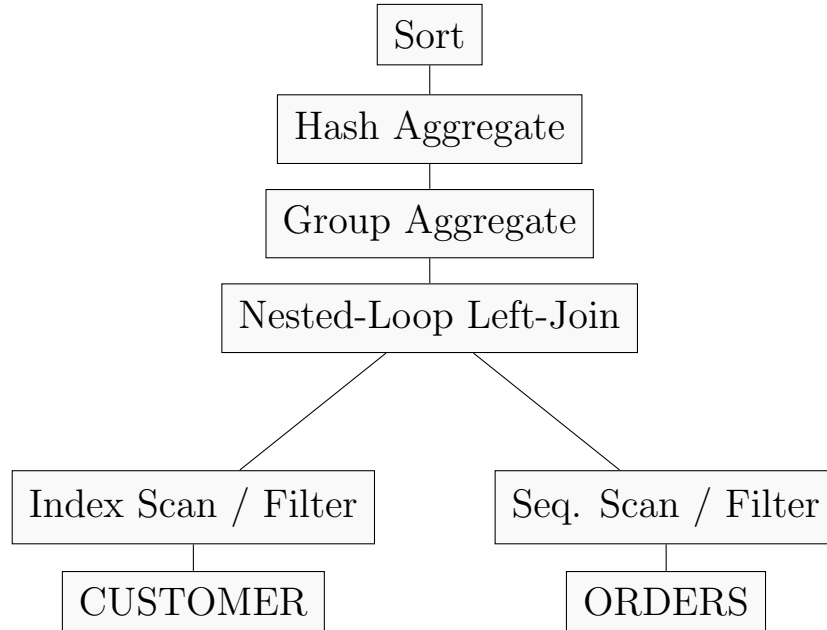 Sort
Hash Aggregate
Group Aggregate
Nested-Loop Left-Join
Index Scan / Filter
Seq. Scan / Filter
CUSTOMER
ORDERS